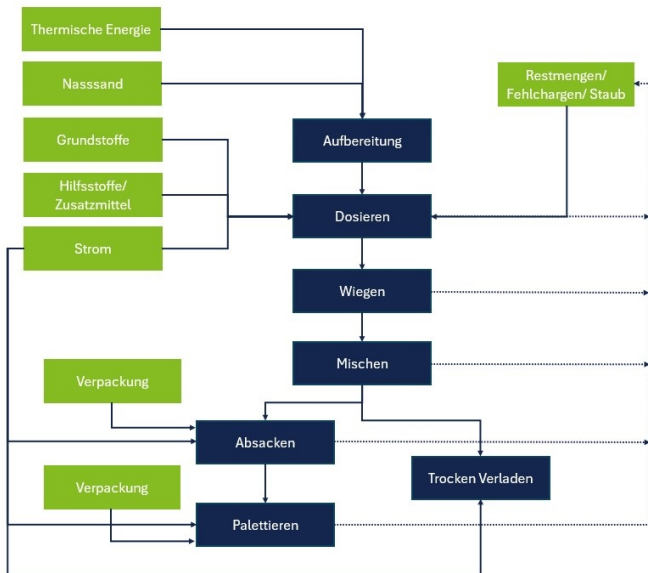 Thermische Energie
Nasssand
Restmengen/
Fehlchargen/ Staub
Grundstoffe
Aufbereitung
Hilfsstoffe/
Zusatzmittel
Dosieren
Strom
Wiegen
Mischen
Verpackung
Absacken
Trocken Verladen
Verpackung
Palettieren